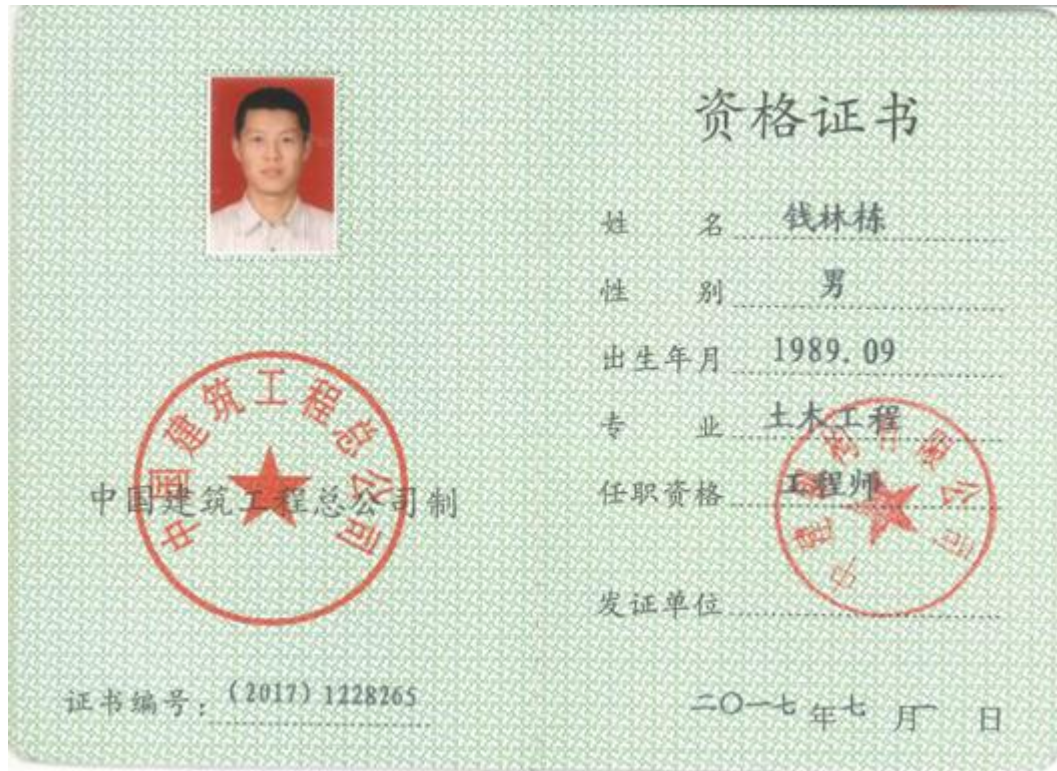 中国建筑工程总公司
中国建筑工程总公司制
证书编号：(2017) 1228265
资格证书
姓 名 钱林栋
性 别 男
出生年月 1989.09
专 业 土木工程
任职资格 工程师
发证单位
二〇一七 年 七 月 一 日